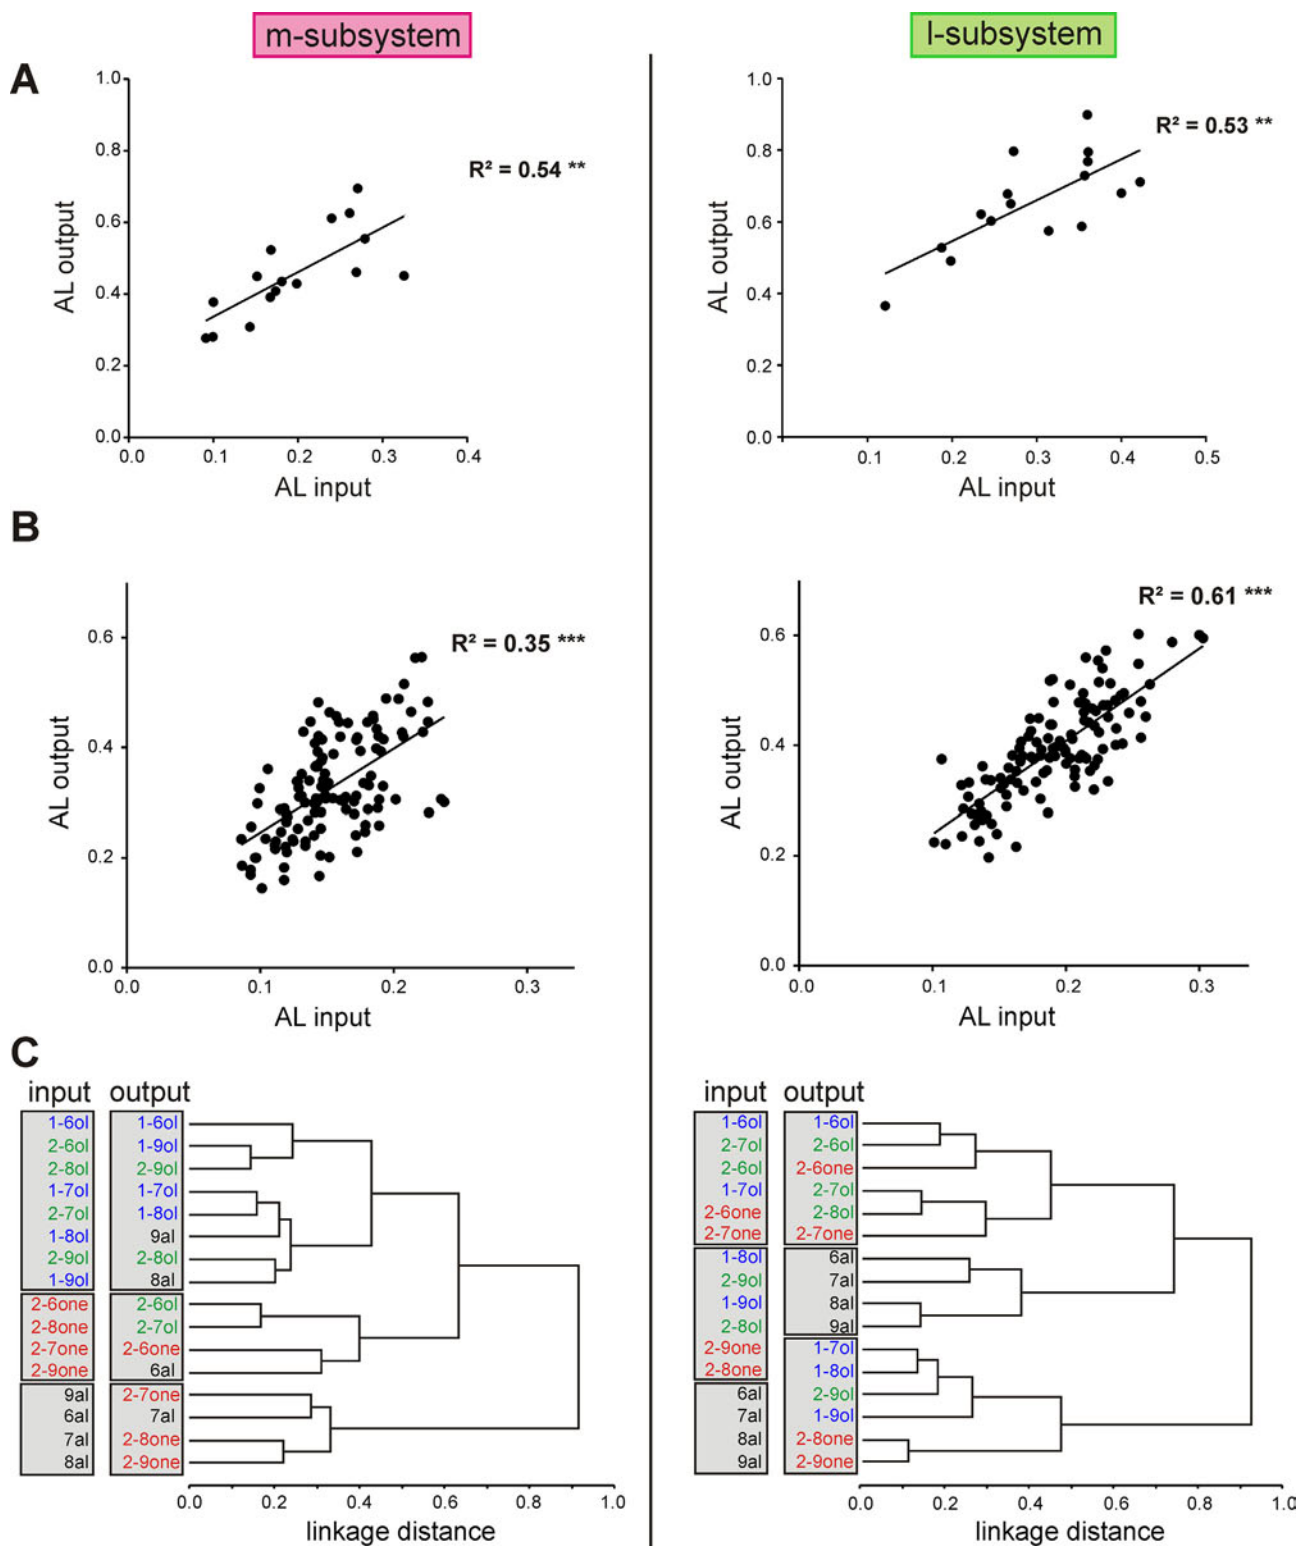 m-subsystem
l-subsystem
A
1.0
0.8
0.6
0.4
0.2
0.0
AL output
R² = 0.54 **
0.0 0.1 0.2 0.3 0.4
AL input
1.0
0.8
0.6
0.4
0.2
0.0
AL output
R² = 0.53 **
0.1 0.2 0.3 0.4 0.5
AL input
B
0.6
0.4
0.2
0.0
AL output
R² = 0.35 ***
0.0 0.1 0.2 0.3
AL input
0.6
0.4
0.2
0.0
AL output
R² = 0.61 ***
0.0 0.1 0.2 0.3
AL input
C
input output
1-6ol 1-6ol
2-6ol 1-9ol
2-8ol 2-9ol
1-7ol 1-7ol
2-7ol 1-8ol
1-8ol 9al
2-9ol 2-8ol
1-9ol 8al
2-6one 2-6ol
2-8one 2-7ol
2-7one 2-6one
2-9one 6al
9al 2-7one
6al 7al
7al 2-8one
8al 2-9one
0.0 0.2 0.4 0.6 0.8 1.0
linkage distance
input output
1-6ol 1-6ol
2-7ol 2-6ol
2-6ol 2-6one
1-7ol 2-7ol
2-6one 2-8ol
2-7one 2-7one
1-8ol 6al
2-9ol 7al
1-9ol 8al
2-8ol 9al
2-9one 1-7ol
2-8one 1-8ol
6al 2-9ol
7al 1-9ol
8al 2-8one
9al 2-9one
0.0 0.2 0.4 0.6 0.8 1.0
linkage distance